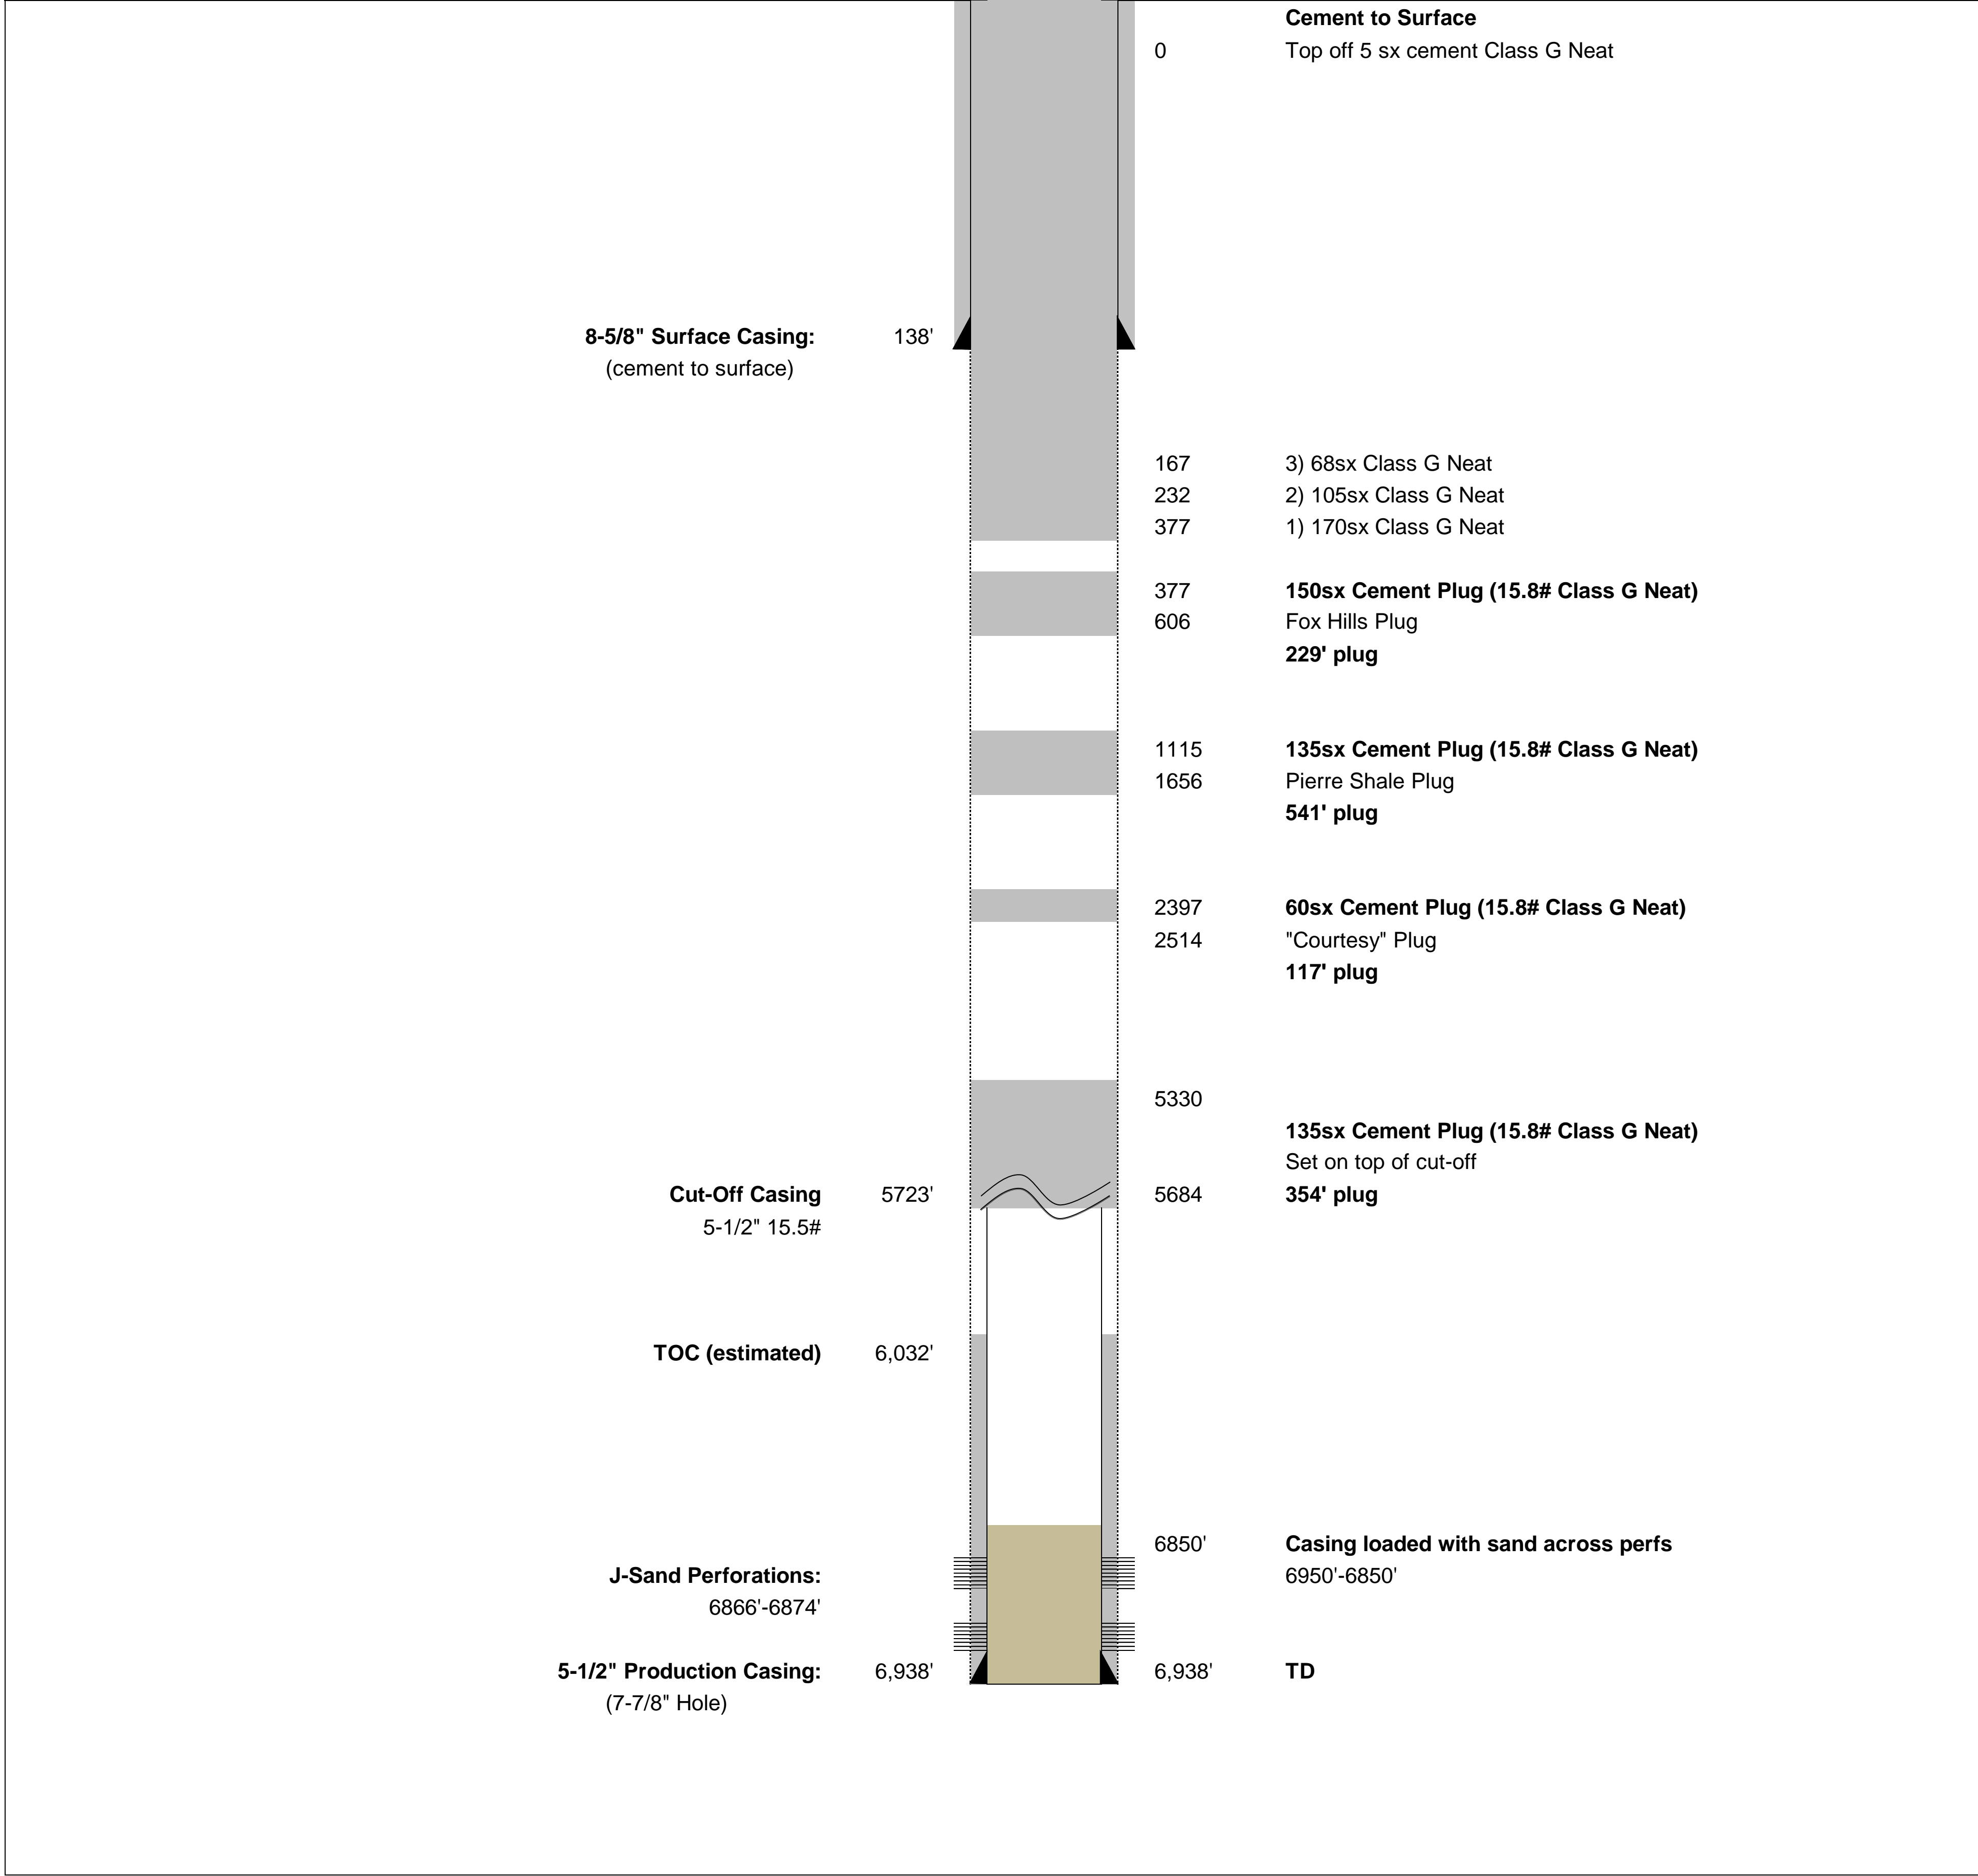 Cement to Surface
0 Top off 5 sx cement Class G Neat
8-5/8" Surface Casing: 138'
(cement to surface)
167 3) 68sx Class G Neat
232 2) 105sx Class G Neat
377 1) 170sx Class G Neat
377 150sx Cement Plug (15.8# Class G Neat)
606 Fox Hills Plug
229' plug
1115 135sx Cement Plug (15.8# Class G Neat)
1656 Pierre Shale Plug
541' plug
2397 60sx Cement Plug (15.8# Class G Neat)
2514 "Courtesy" Plug
117' plug
5330
135sx Cement Plug (15.8# Class G Neat)
Set on top of cut-off
Cut-Off Casing 5723' 5684 354' plug
5-1/2" 15.5#
TOC (estimated) 6,032'
6850' Casing loaded with sand across perfs
J-Sand Perforations: 6950'-6850'
6866'-6874'
5-1/2" Production Casing: 6,938' 6,938' TD
(7-7/8" Hole)